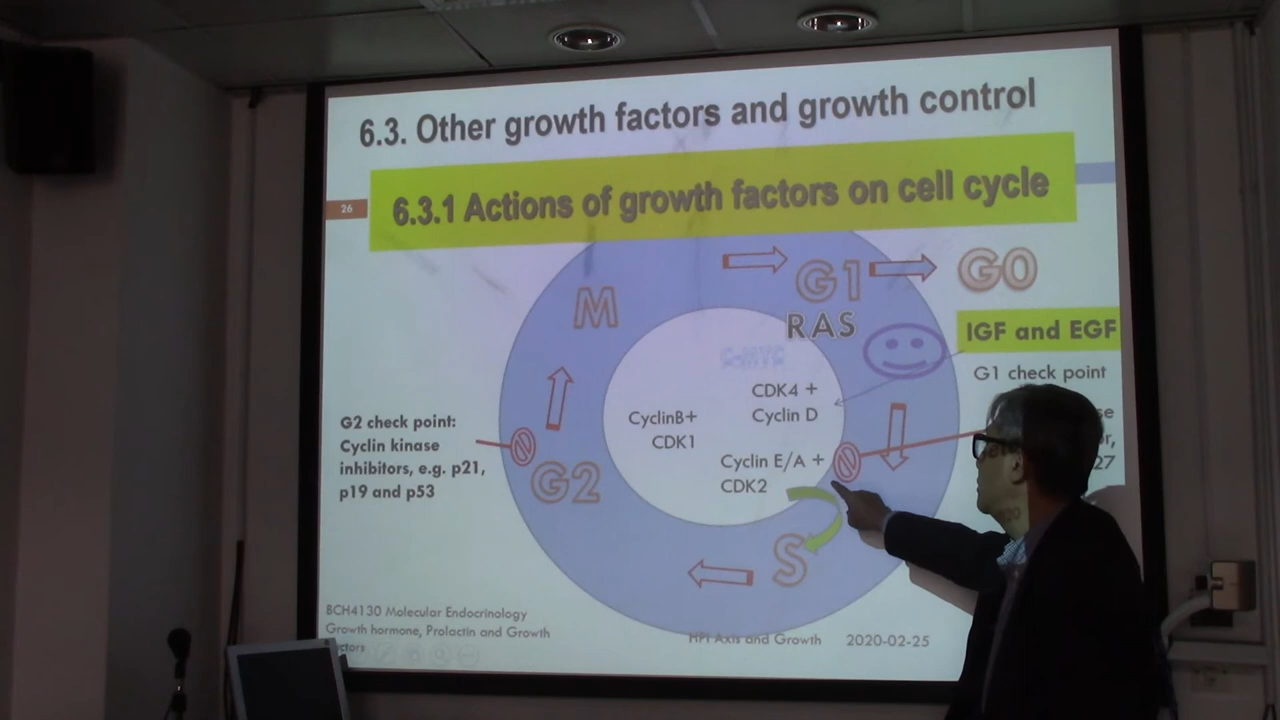 6.3. Other growth factors and growth control
26
6.3.1 Actions of growth factors on cell cycle
G1
G0
M
RAS
C-MYC
IGF and EGF
G1 check point
CDK4 +
Cyclin D
CyclinB+
CDK1
G2 check point:
Cyclin kinase
inhibitors, e.g. p21,
p19 and p53
Cyclin E/A +
CDK2
27
G2
S
BCH4130 Molecular Endocrinology
Growth hormone, Prolactin and Growth
HPI Axis and Growth
2020-02-25